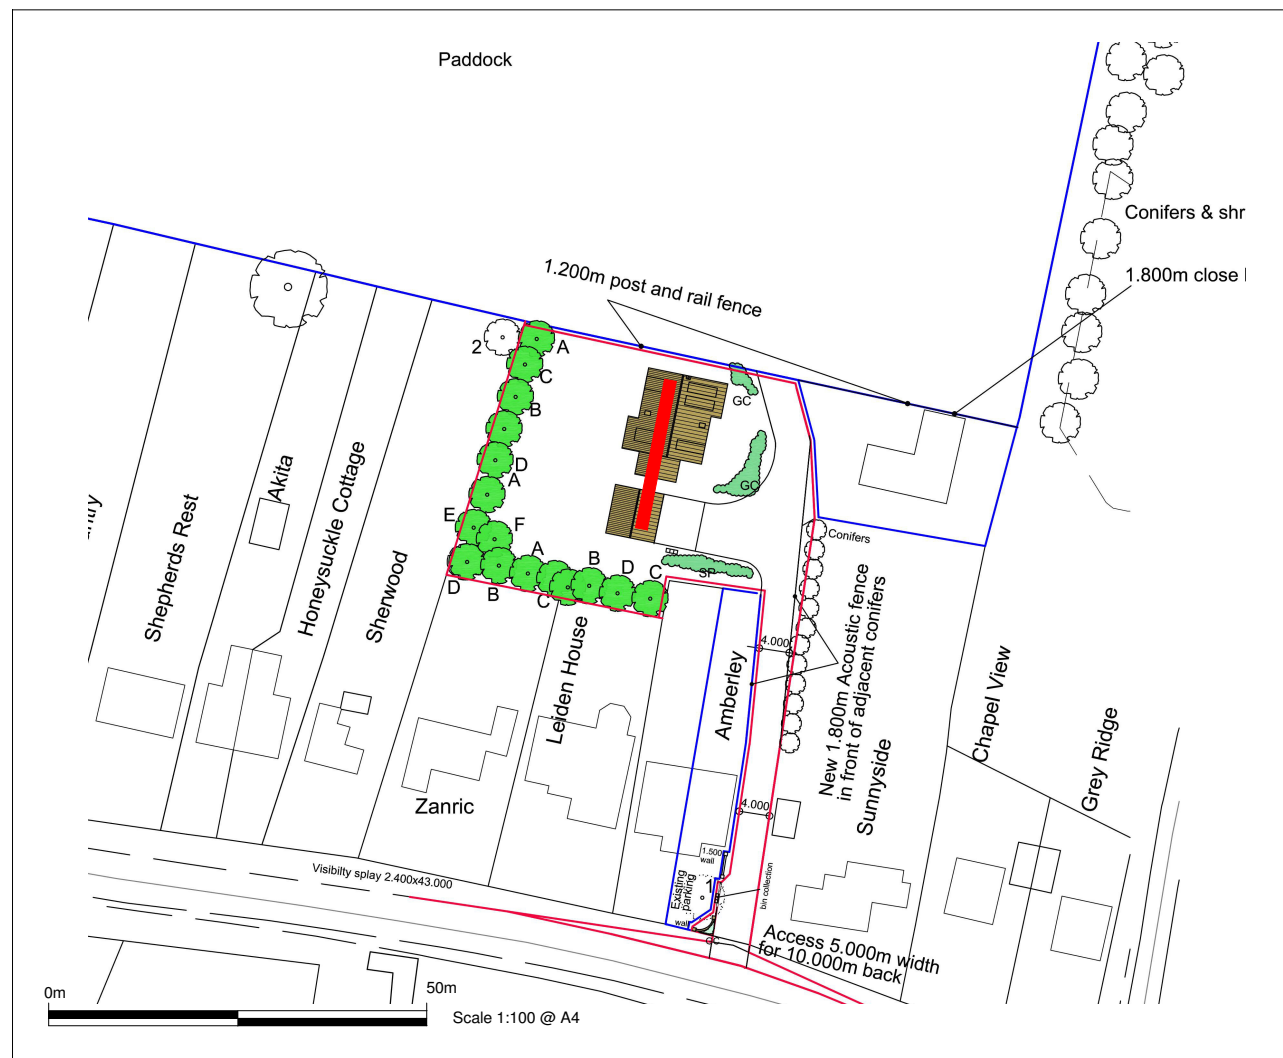 Paddock
Conifers & shr
1.800m close
1.200m post and rail fence
2
A
C
B
D
A
E
F
A
B
D
C
D
B
C
GC
GC
SP
Conifers
ntry
Shepherds Rest
Akita
Honeysuckle Cottage
Sherwood
Zanric
Leiden House
Amberley
4.000
4.000
New 1.800m Acoustic fence
in front of adjacent conifers
Sunnyside
Chapel View
Grey Ridge
Visibilty splay 2.400x43.000
1.500
wall
1
Existing
parking
wall
bin collection
GC
Access 5.000m width
for 10.000m back
0m
50m
Scale 1:100 @ A4